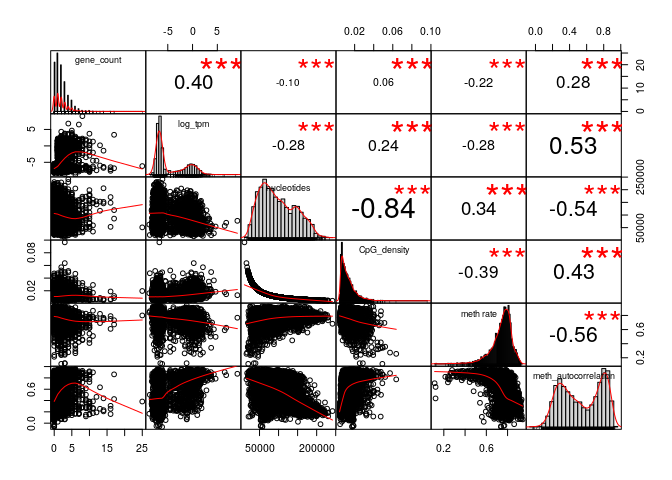 -5 0 5 0.02 0.06 0.10 0.0 0.4 0.8
gene_count *** 0.40 *** -0.10 *** 0.06 *** -0.22 *** 0.28 *** 0 10 20
-5 5 log_tpm *** -0.28 *** 0.24 *** -0.28 *** 0.53
nucleotides *** -0.84 *** 0.34 *** -0.54 50000 250000
0.02 0.08 CpG_density *** -0.39 *** 0.43
meth rate *** -0.56 0.2 0.6
0.0 0.6 meth_autocorrelation
0 5 15 25 50000 200000 0.2 0.6